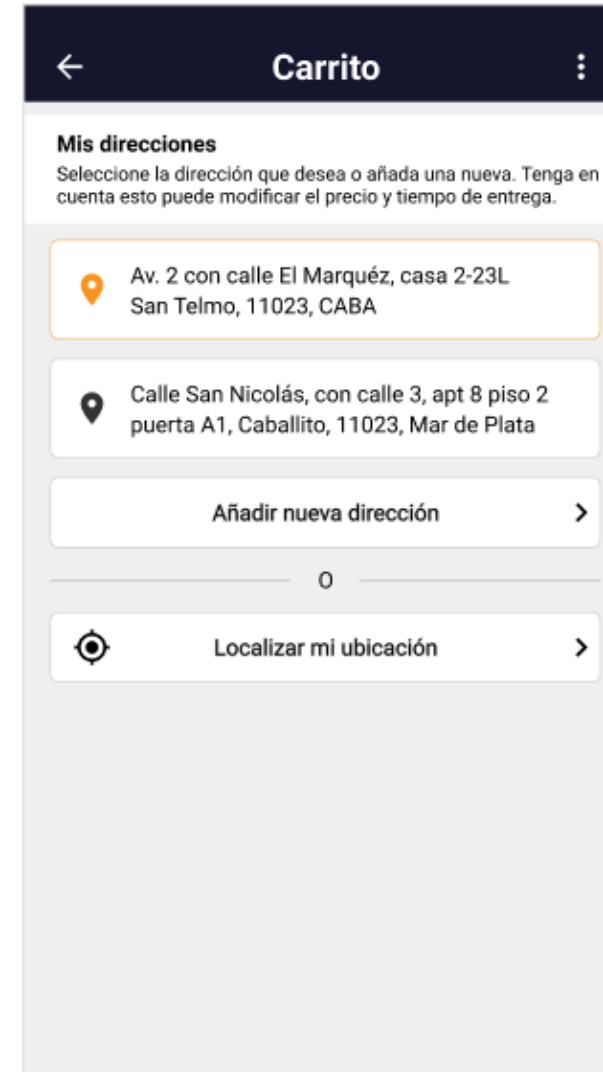 Carrito
Mis direcciones
Seleccione la dirección que desea o añada una nueva. Tenga en
cuenta esto puede modificar el precio y tiempo de entrega.
Av. 2 con calle El Marquéz, casa 2-23L
San Telmo, 11023, CABA
Calle San Nicolás, con calle 3, apt 8 piso 2
puerta A1, Caballito, 11023, Mar de Plata
Añadir nueva dirección
O
Localizar mi ubicación